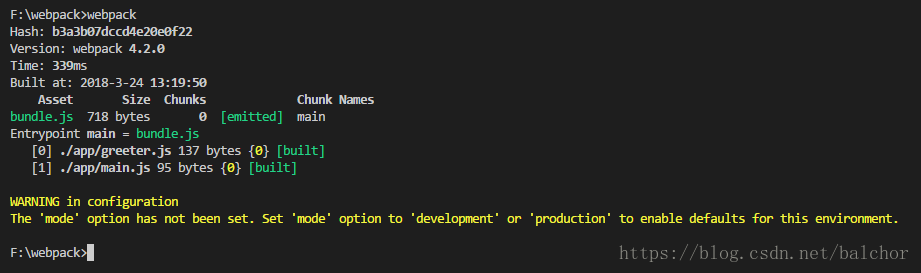 F:\webpack>webpack
Hash: b3a3b07dccd4e20e0f22
Version: webpack 4.2.0
Time: 339ms
Built at: 2018-3-24 13:19:50
    Asset       Size  Chunks             Chunk Names
bundle.js  718 bytes       0  [emitted]  main
Entrypoint main = bundle.js
   [0] ./app/greeter.js 137 bytes {0} [built]
   [1] ./app/main.js 95 bytes {0} [built]

WARNING in configuration
The 'mode' option has not been set. Set 'mode' option to 'development' or 'production' to enable defaults for this environment.

F:\webpack>
https://blog.csdn.net/balchor